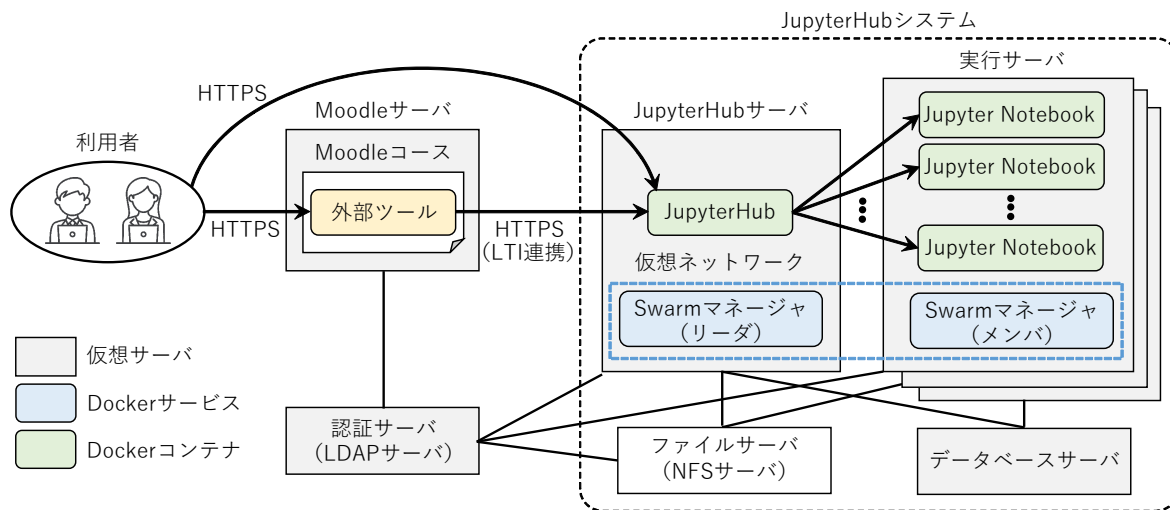 JupyterHubシステム
実行サーバ
HTTPS
Moodleサーバ
JupyterHubサーバ
Jupyter Notebook
利用者
Moodleコース
Jupyter Notebook
外部ツール
JupyterHub
HTTPS
HTTPS
(LTI連携)
Jupyter Notebook
仮想ネットワーク
Swarmマネージャ
(リーダ)
Swarmマネージャ
(メンバ)
仮想サーバ
Dockerサービス
Dockerコンテナ
認証サーバ
(LDAPサーバ)
ファイルサーバ
(NFSサーバ)
データベースサーバ